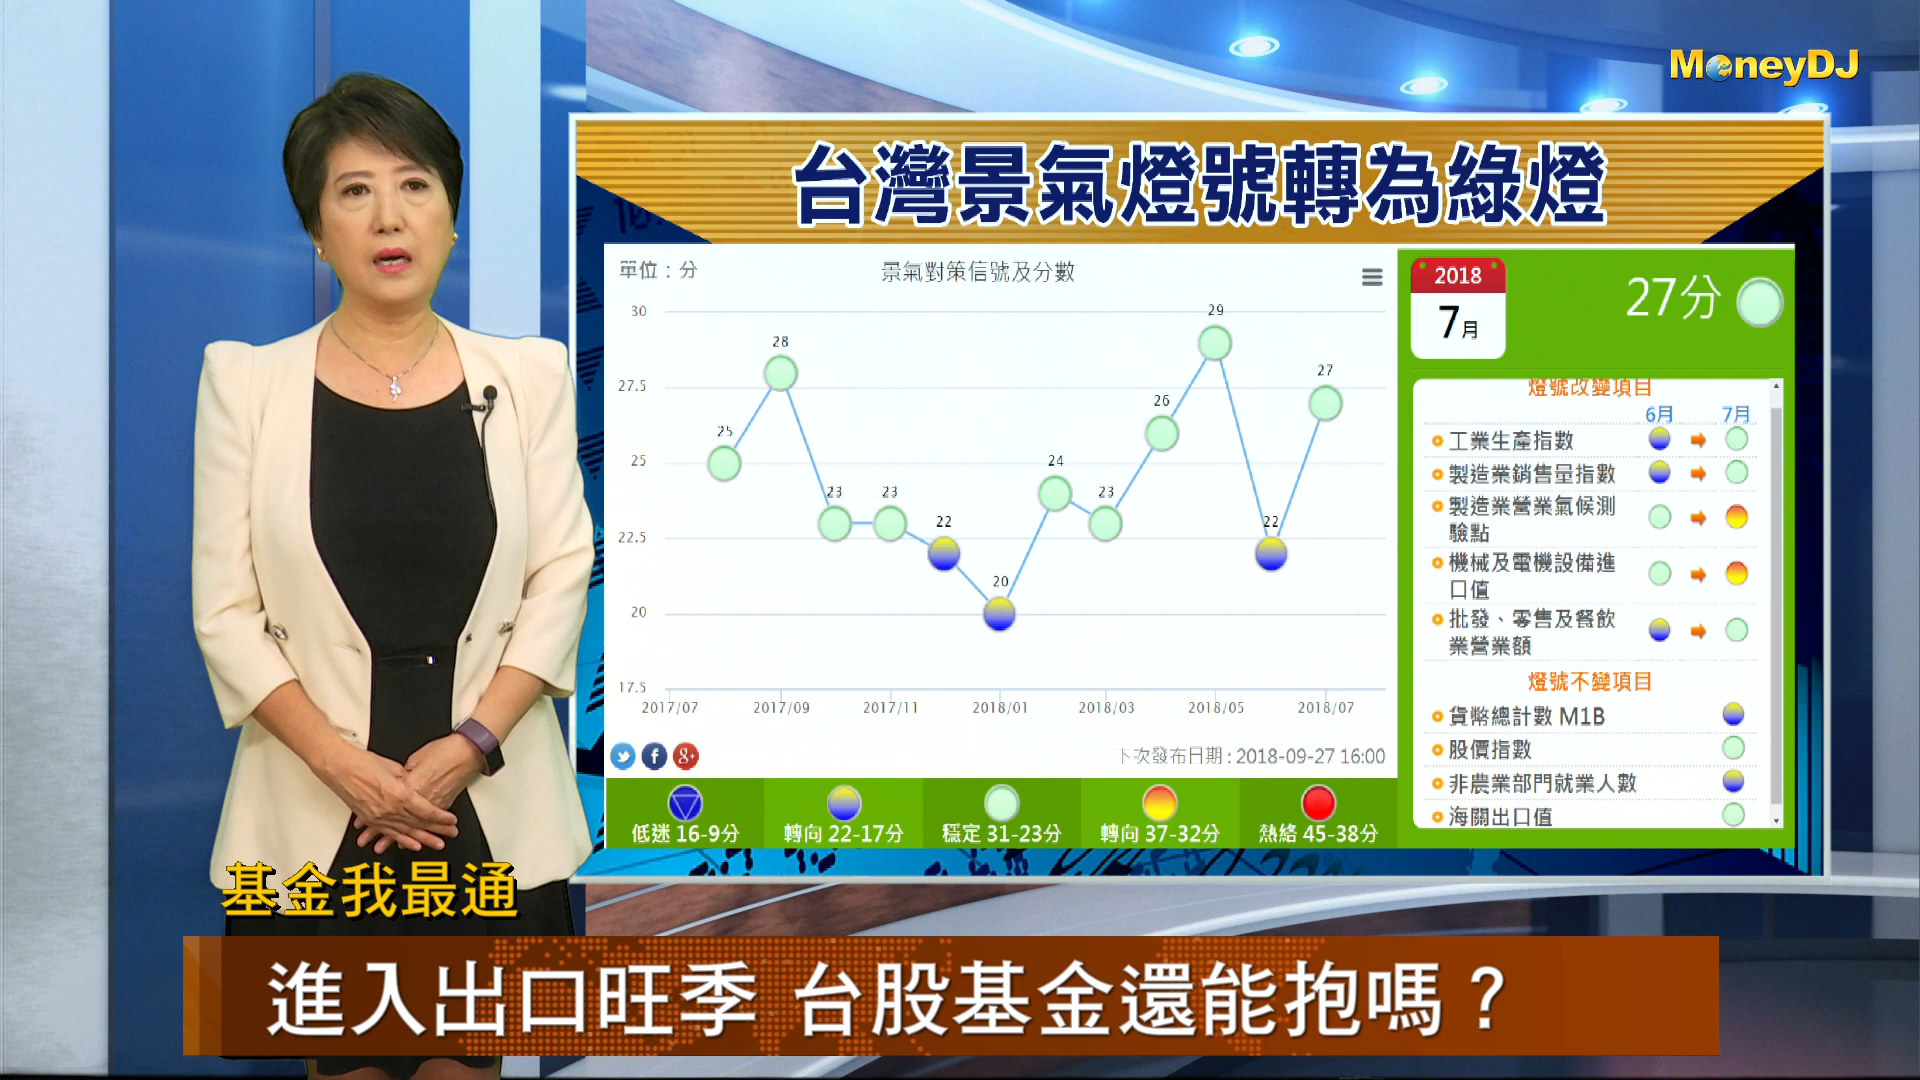 MoneyDJ
台灣景氣燈號轉為綠燈
單位：分
景氣對策信號及分數
30
27.5
25
22.5
20
17.5
25
28
23
23
22
20
24
23
26
29
22
27
2017/07
2017/09
2017/11
2018/01
2018/03
2018/05
2018/07
下次發布日期 : 2018-09-27 16:00
低迷 16-9分
轉向 22-17分
穩定 31-23分
轉向 37-32分
熱絡 45-38分
2018
7月
27分
燈號改變項目
6月 7月
工業生產指數
製造業銷售量指數
製造業營業氣候測
驗點
機械及電機設備進
口值
批發、零售及餐飲
業營業額
燈號不變項目
貨幣總計數 M1B
股價指數
非農業部門就業人數
海關出口值
基金我最通
進入出口旺季 台股基金還能抱嗎？